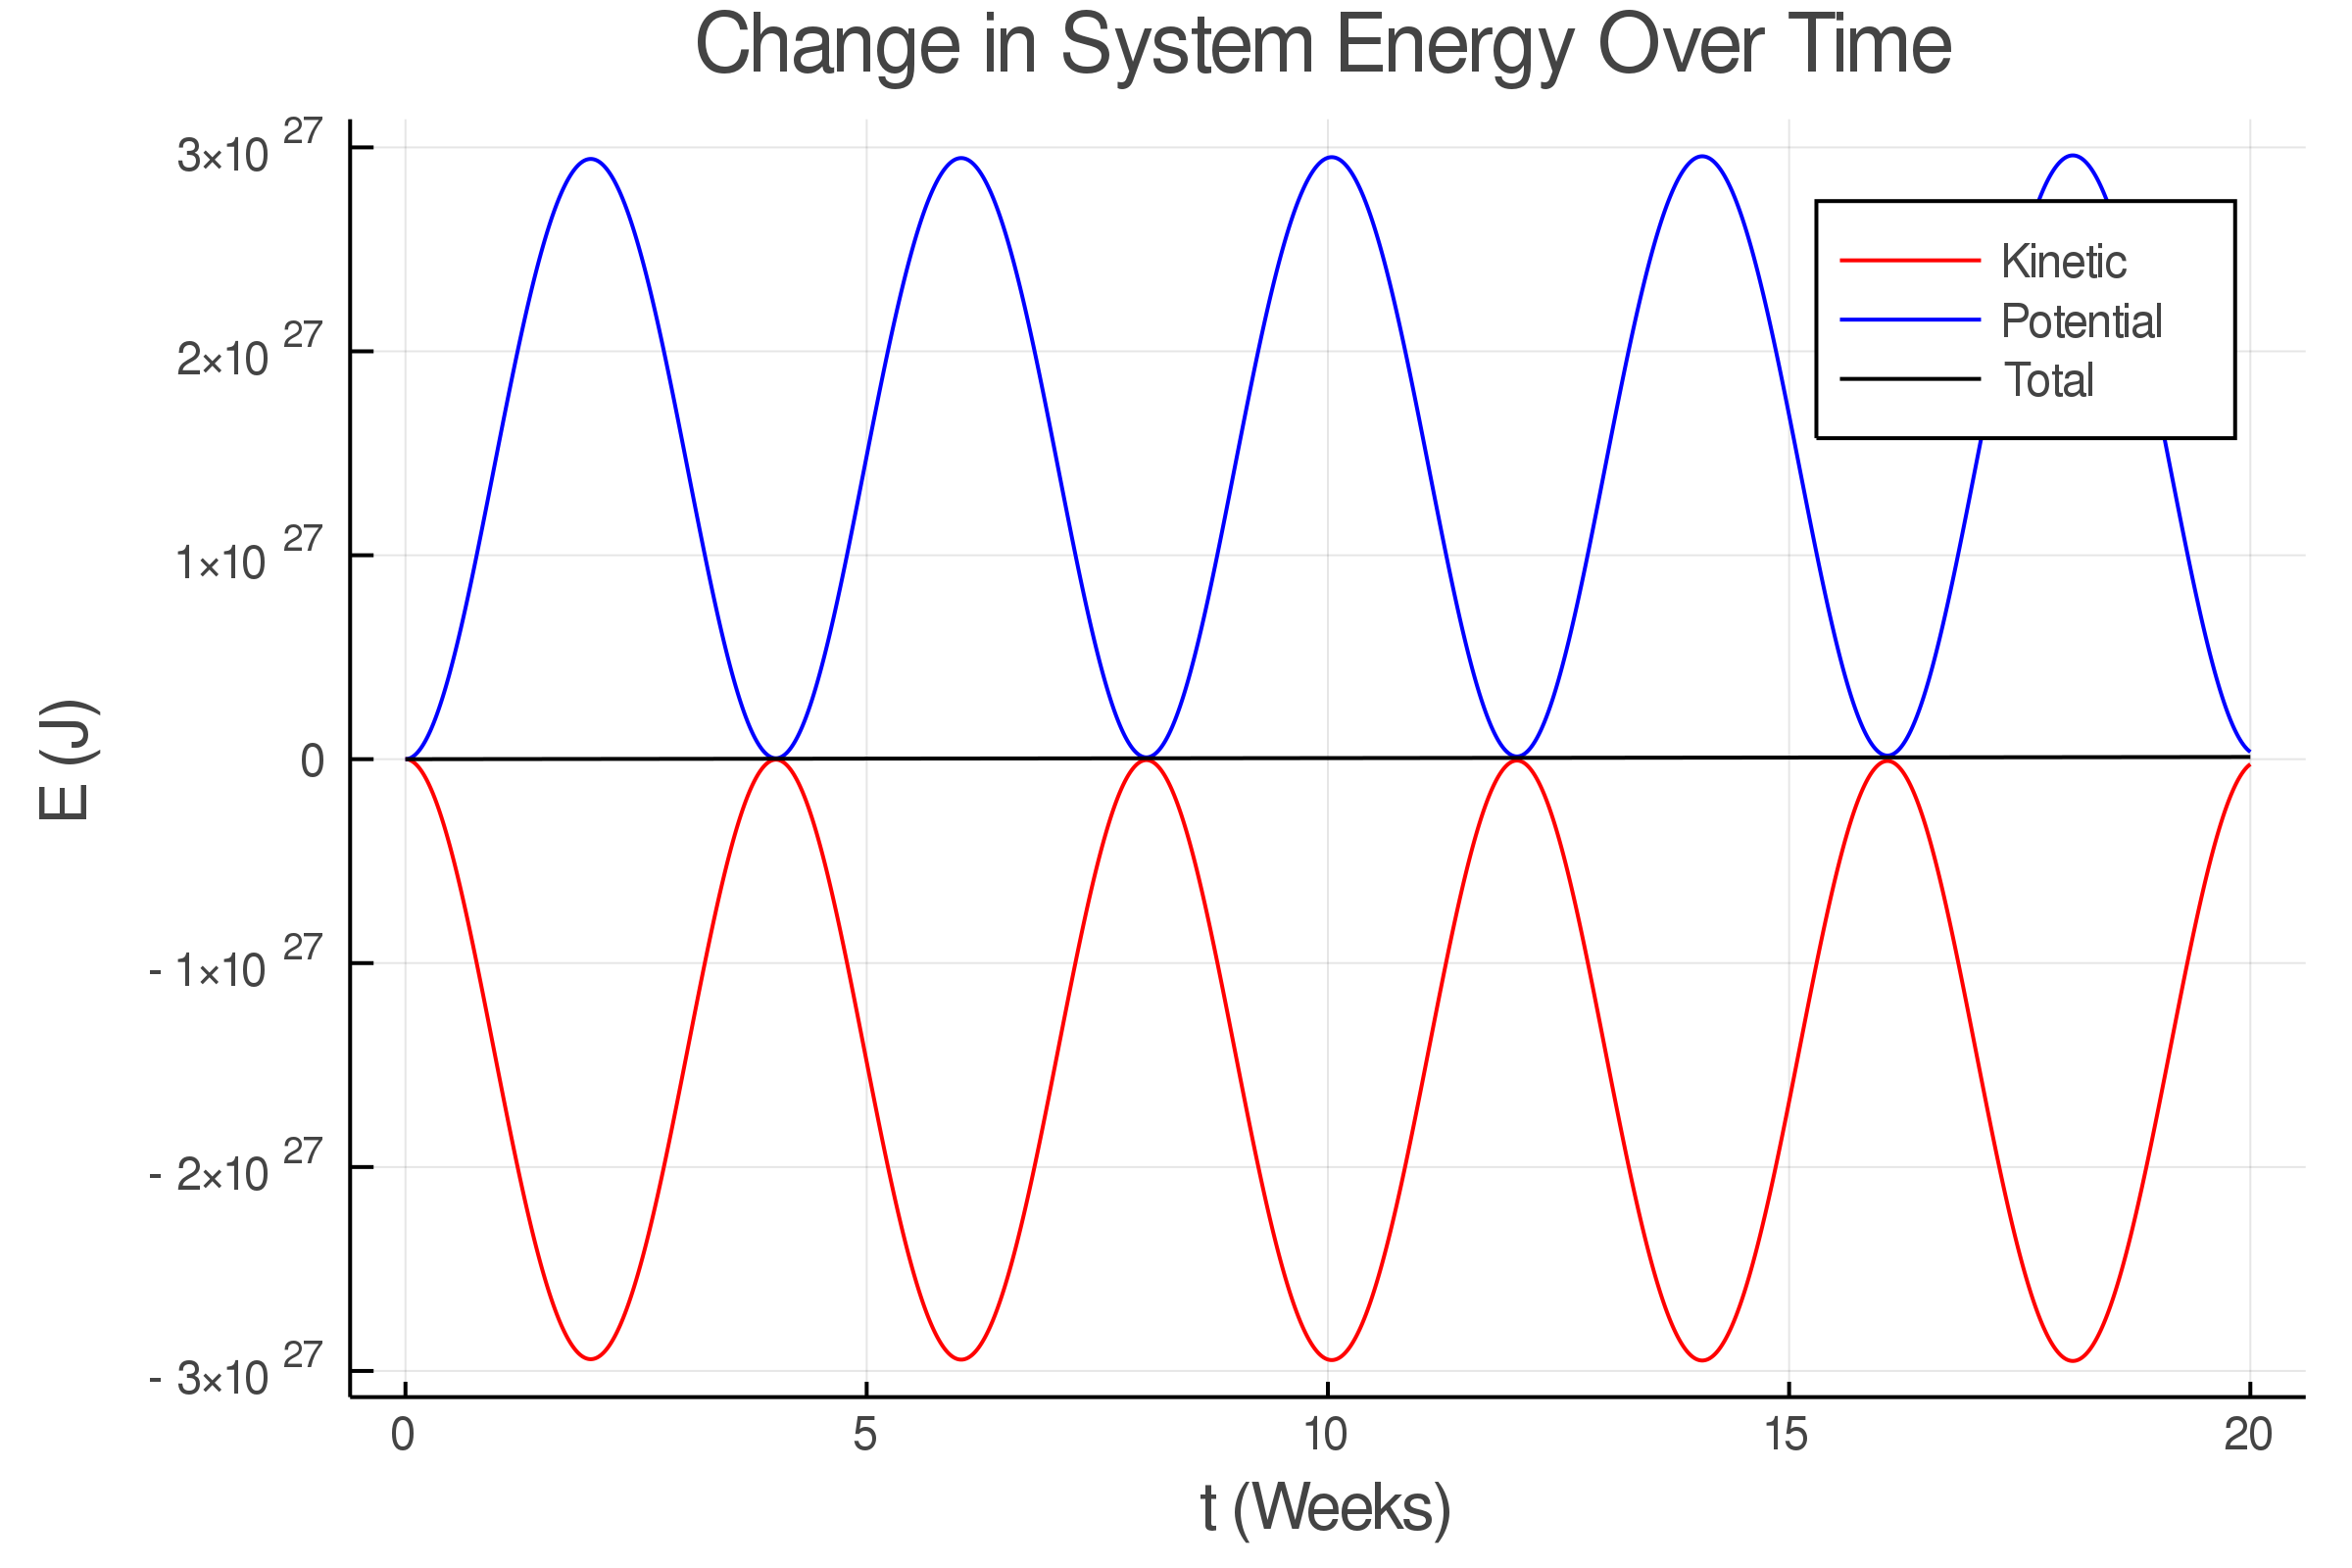 Change in System Energy Over Time
3×10 27
2×10 27
1×10 27
0
- 1×10 27
- 2×10 27
- 3×10 27
E (J)
Kinetic
Potential
Total
0 5 10 15 20
t (Weeks)